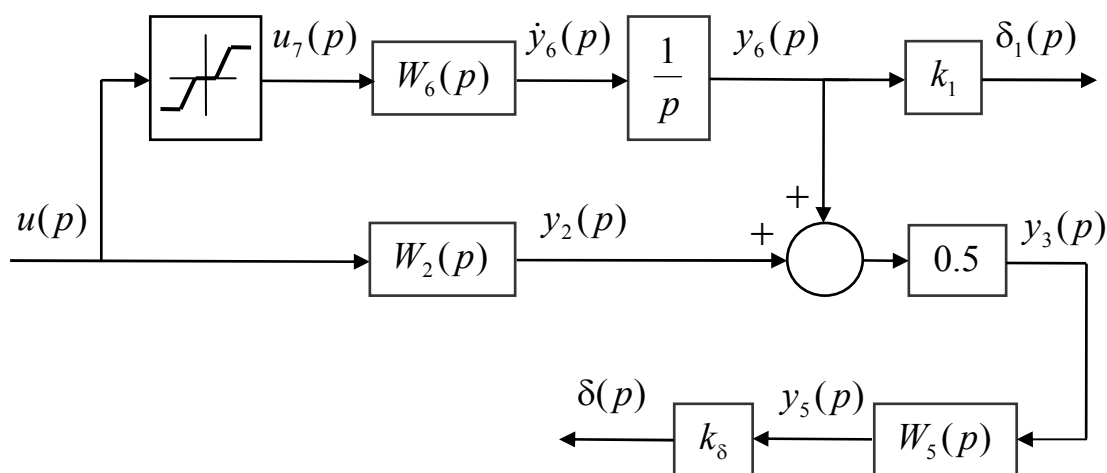 u₇(p)
ẏ₆(p)
y₆(p)
δ₁(p)
W₆(p)
1
p
k₁
u(p)
y₂(p)
+
+
y₃(p)
W₂(p)
0.5
δ(p)
y₅(p)
k_δ
W₅(p)